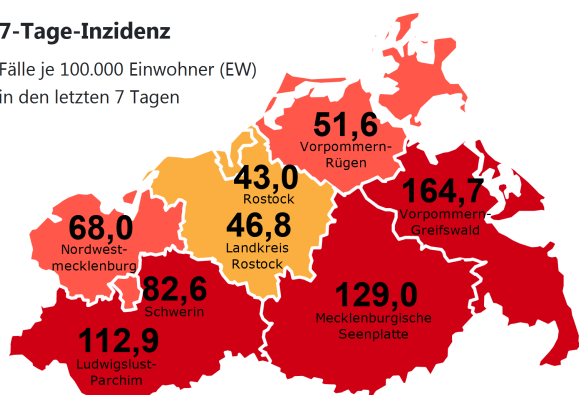 7-Tage-Inzidenz
Fälle je 100.000 Einwohner (EW)
in den letzten 7 Tagen
51,6
Vorpommern-
Rügen
43,0
Rostock
164,7
Vorpommern-
Greifswald
46,8
Landkreis
Rostock
68,0
Nordwest-
mecklenburg
82,6
Schwerin
129,0
Mecklenburgische
Seenplatte
112,9
Ludwigslust-
Parchim